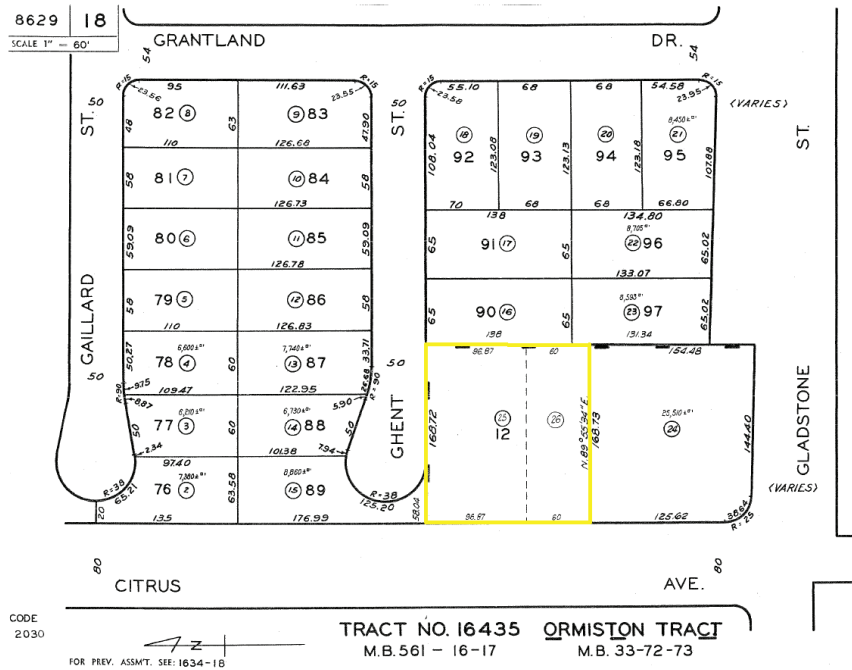 8629 18
SCALE 1" = 60'
GRANTLAND DR.
54 54
R=15 95 111.63 R=15 R=15 55.10 68 68 54.58 R=15
23.56 23.55 23.58 23.95
50 50
(VARIES)
ST. ST. ST.
82 8 9 83
48 63 47.90
110 126.68
18 19 20 8,450± 21
92 93 94 95
108.04 123.08 123.13 123.18 107.88
81 7 10 84
58 58
126.73
70 68 68 66.80
138 134.80
80 6 11 85
59.09 59.09
126.78
65 91 17 65 8,705 22 96 65.02
133.07
79 5 12 86
58 58
110 126.83
65 90 16 65 8,593 23 97 65.02
138 131.34
GAILLARD
6,600± 7,740±
78 4 13 87
50.27 60 33.71
50 50
96.87 60 154.48
R=90 9.75 109.47 122.95 25.68 R=90
8.87 5.90
6,210± 6,730±
77 3 14 88
50 60 50
2.34 97.40 101.38 7.94
GHENT
168.72 25 12 26 N.89°55'34"E. 168.73 25,510± 24 144.40
GLADSTONE
(VARIES)
7,380± 8,860±
76 2 15 89
R=38 65.21 63.58 R=38 125.20
20 135 176.99 58.04 96.87 60 125.62 38.64 R=25
80 80
CITRUS AVE.
CODE
2030
N
TRACT NO. 16435 ORMISTON TRACT
M.B. 561 - 16-17 M.B. 33-72-73
FOR PREV. ASSM'T. SEE: 1634-18